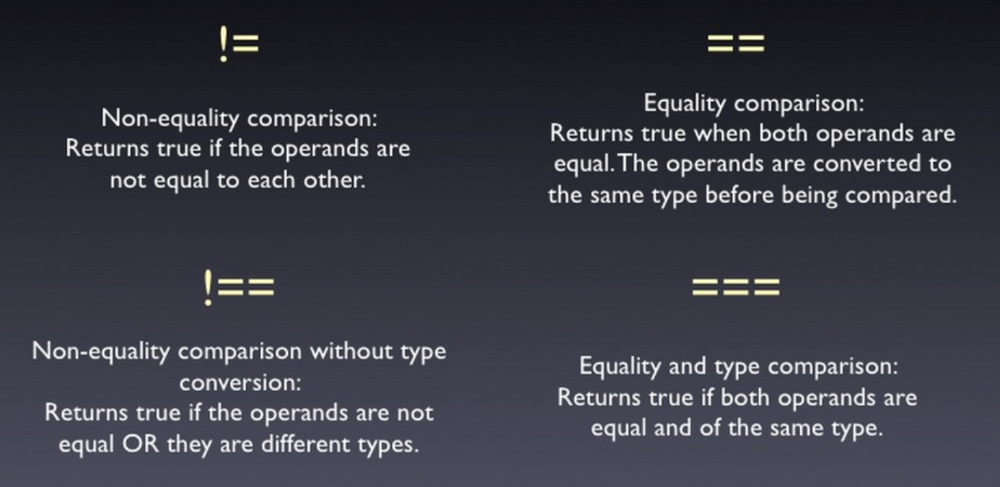 !=
Non-equality comparison:
Returns true if the operands are
not equal to each other.
==
Equality comparison:
Returns true when both operands are
equal. The operands are converted to
the same type before being compared.
!==
Non-equality comparison without type
conversion:
Returns true if the operands are not
equal OR they are different types.
===
Equality and type comparison:
Returns true if both operands are
equal and of the same type.